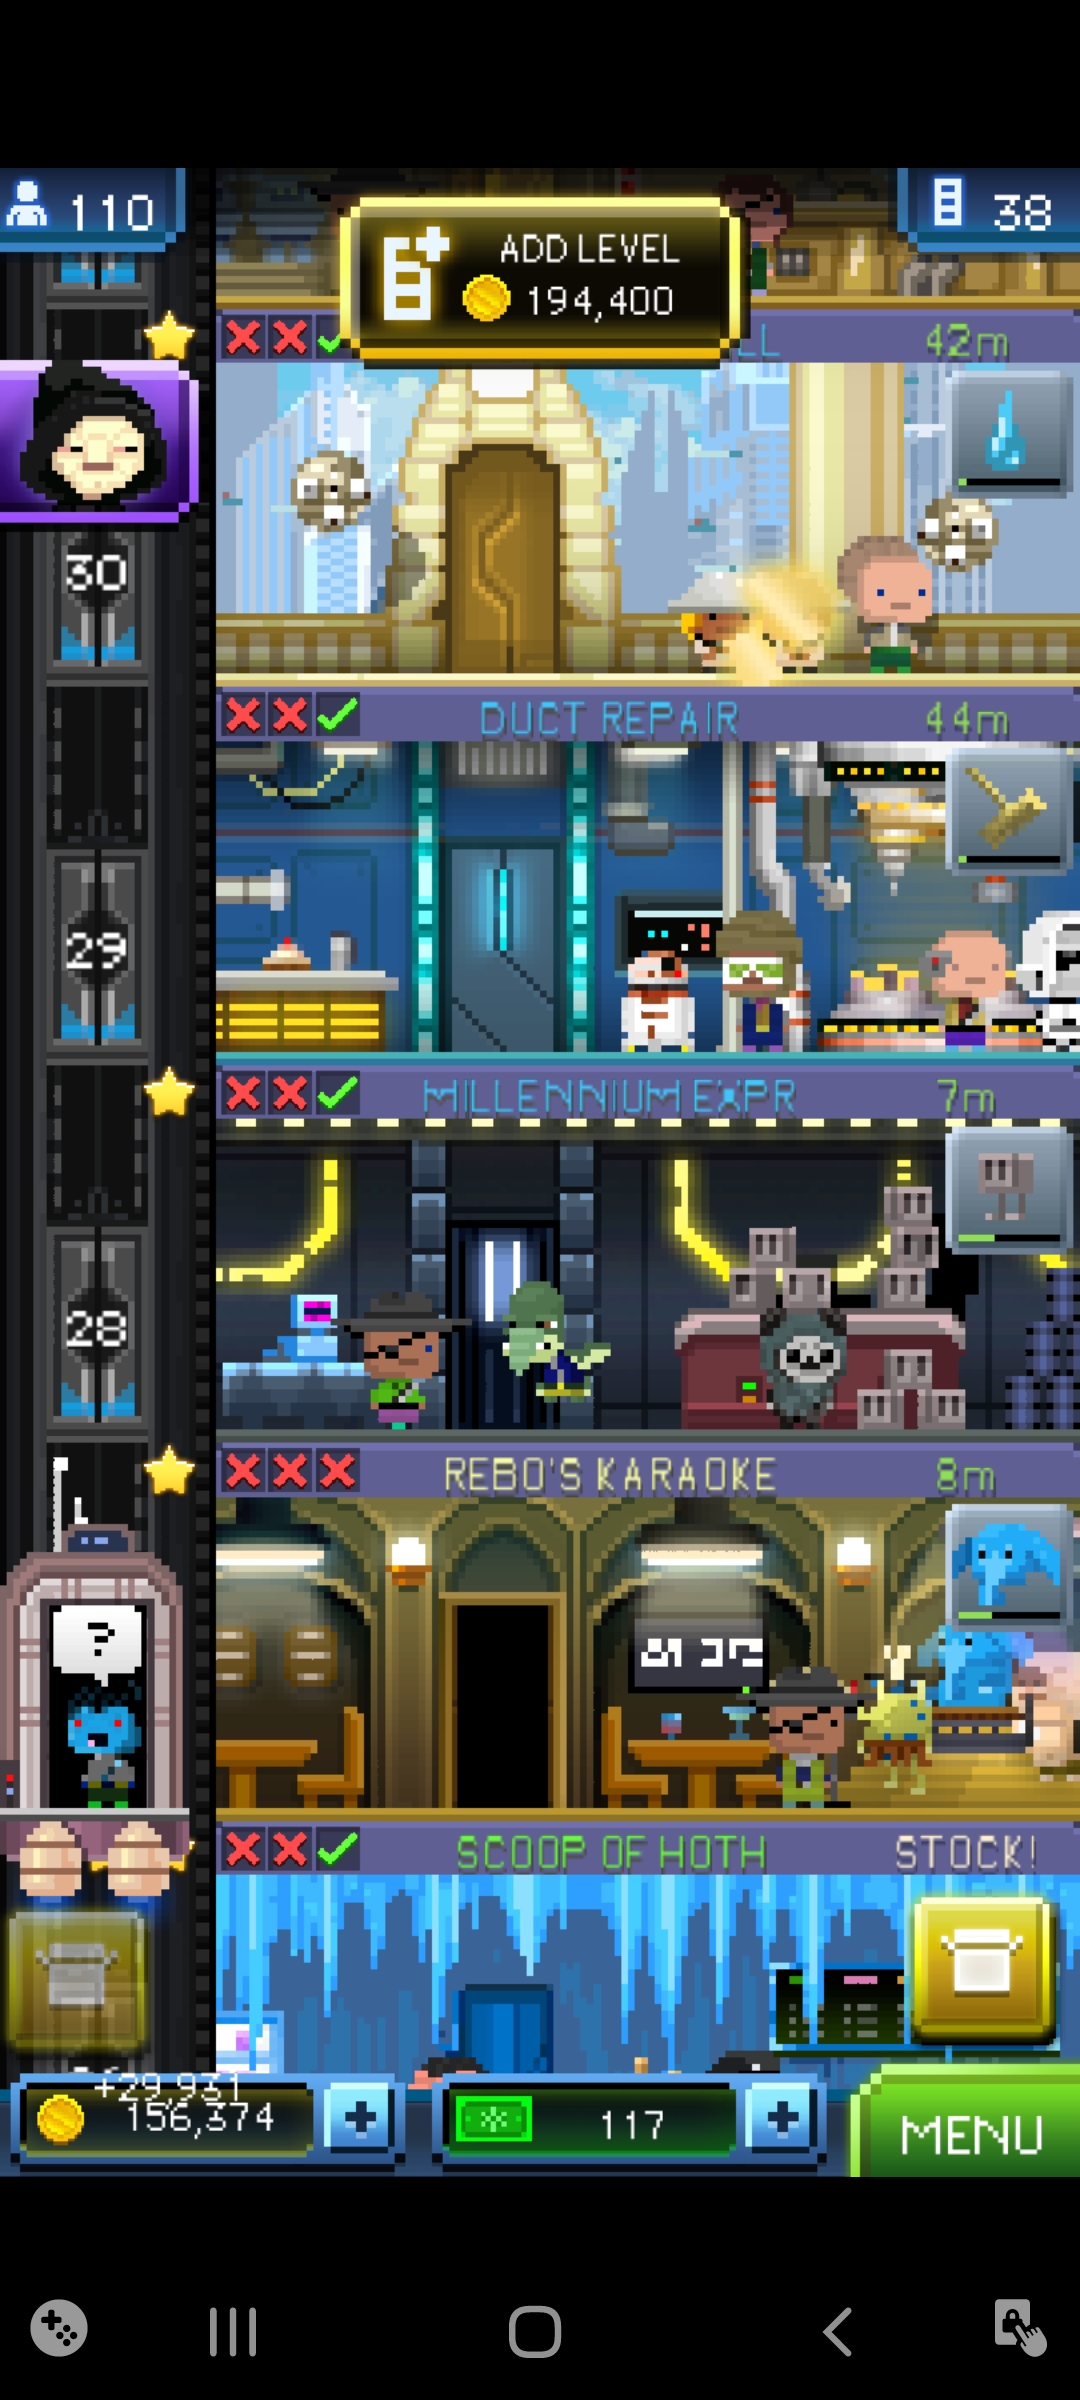 110
38
ADD LEVEL
194,400
LL
42m
30
DUCT REPAIR
44m
29
MILLENNIUM EXPR
7m
28
REBO'S KARAOKE
8m
?
SCOOP OF HOTH
STOCK!
+29,931
156,374
117
MENU